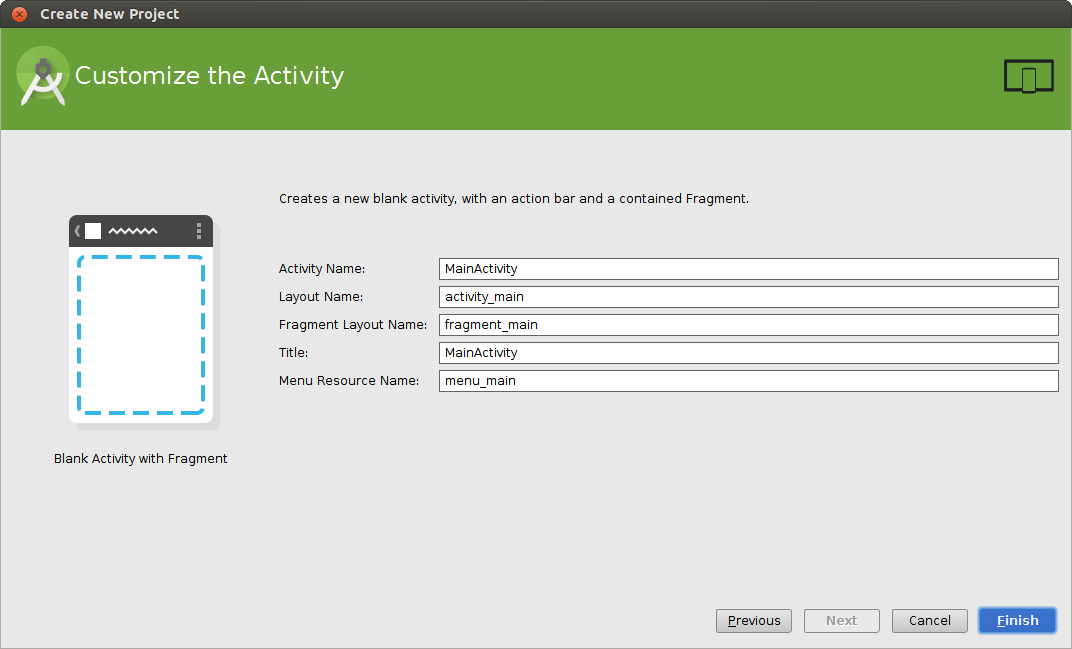 Create New Project
Customize the Activity
Creates a new blank activity, with an action bar and a contained Fragment.
Activity Name: MainActivity
Layout Name: activity_main
Fragment Layout Name: fragment_main
Title: MainActivity
Menu Resource Name: menu_main
Blank Activity with Fragment
Previous Next Cancel Finish